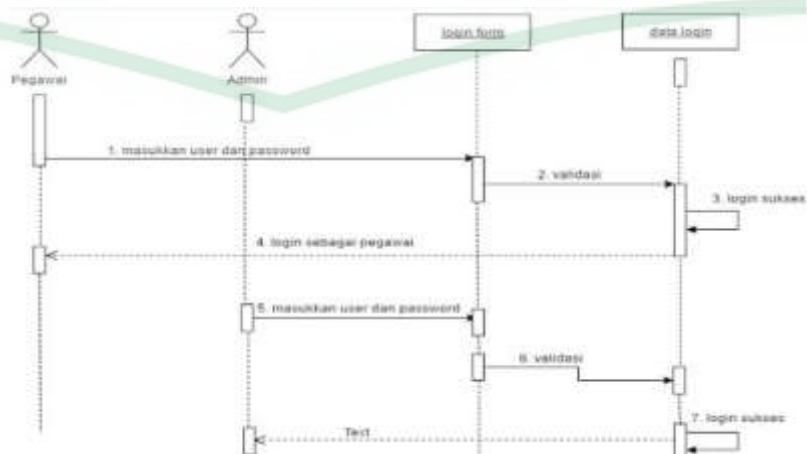 login form
data login
Pegawai
Admin
1. masukkan user dan password
2. validasi
3. login sukses
4. login sebagai pegawai
5. masukkan user dan password
6. validasi
7. login sukses
Text